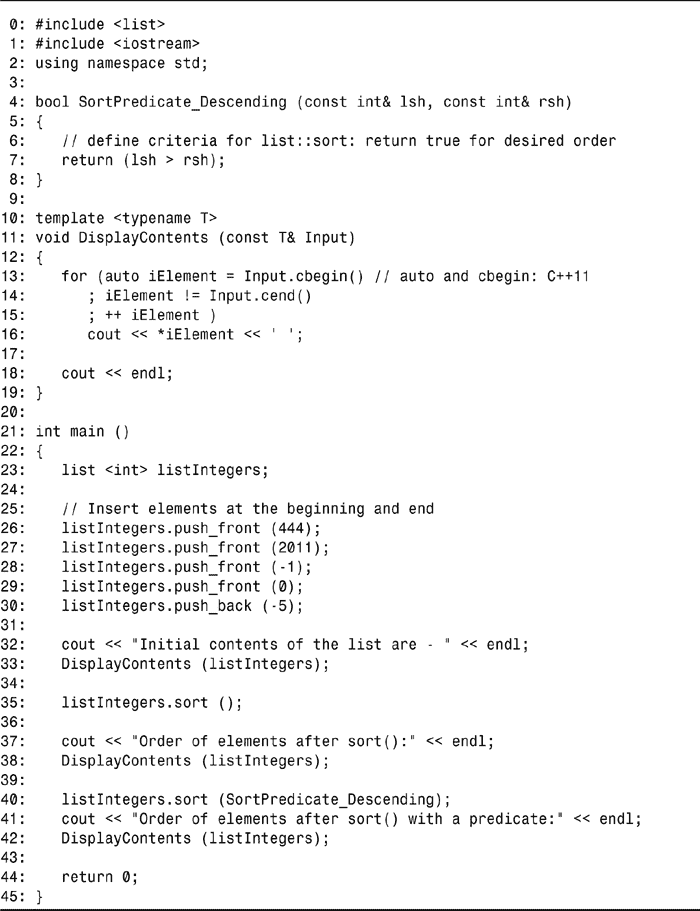 0: #include <list>
1: #include <iostream>
2: using namespace std;
3:
4: bool SortPredicate_Descending (const int& lsh, const int& rsh)
5: {
6:    // define criteria for list::sort: return true for desired order
7:    return (lsh > rsh);
8: }
9:
10: template <typename T>
11: void DisplayContents (const T& Input)
12: {
13:    for (auto iElement = Input.cbegin() // auto and cbegin: C++11
14:       ; iElement != Input.cend()
15:       ; ++ iElement )
16:       cout << *iElement << ' ';
17:
18:    cout << endl;
19: }
20:
21: int main ()
22: {
23:    list <int> listIntegers;
24:
25:    // Insert elements at the beginning and end
26:    listIntegers.push_front (444);
27:    listIntegers.push_front (2011);
28:    listIntegers.push_front (-1);
29:    listIntegers.push_front (0);
30:    listIntegers.push_back (-5);
31:
32:    cout << "Initial contents of the list are - " << endl;
33:    DisplayContents (listIntegers);
34:
35:    listIntegers.sort ();
36:
37:    cout << "Order of elements after sort():" << endl;
38:    DisplayContents (listIntegers);
39:
40:    listIntegers.sort (SortPredicate_Descending);
41:    cout << "Order of elements after sort() with a predicate:" << endl;
42:    DisplayContents (listIntegers);
43:
44:    return 0;
45: }